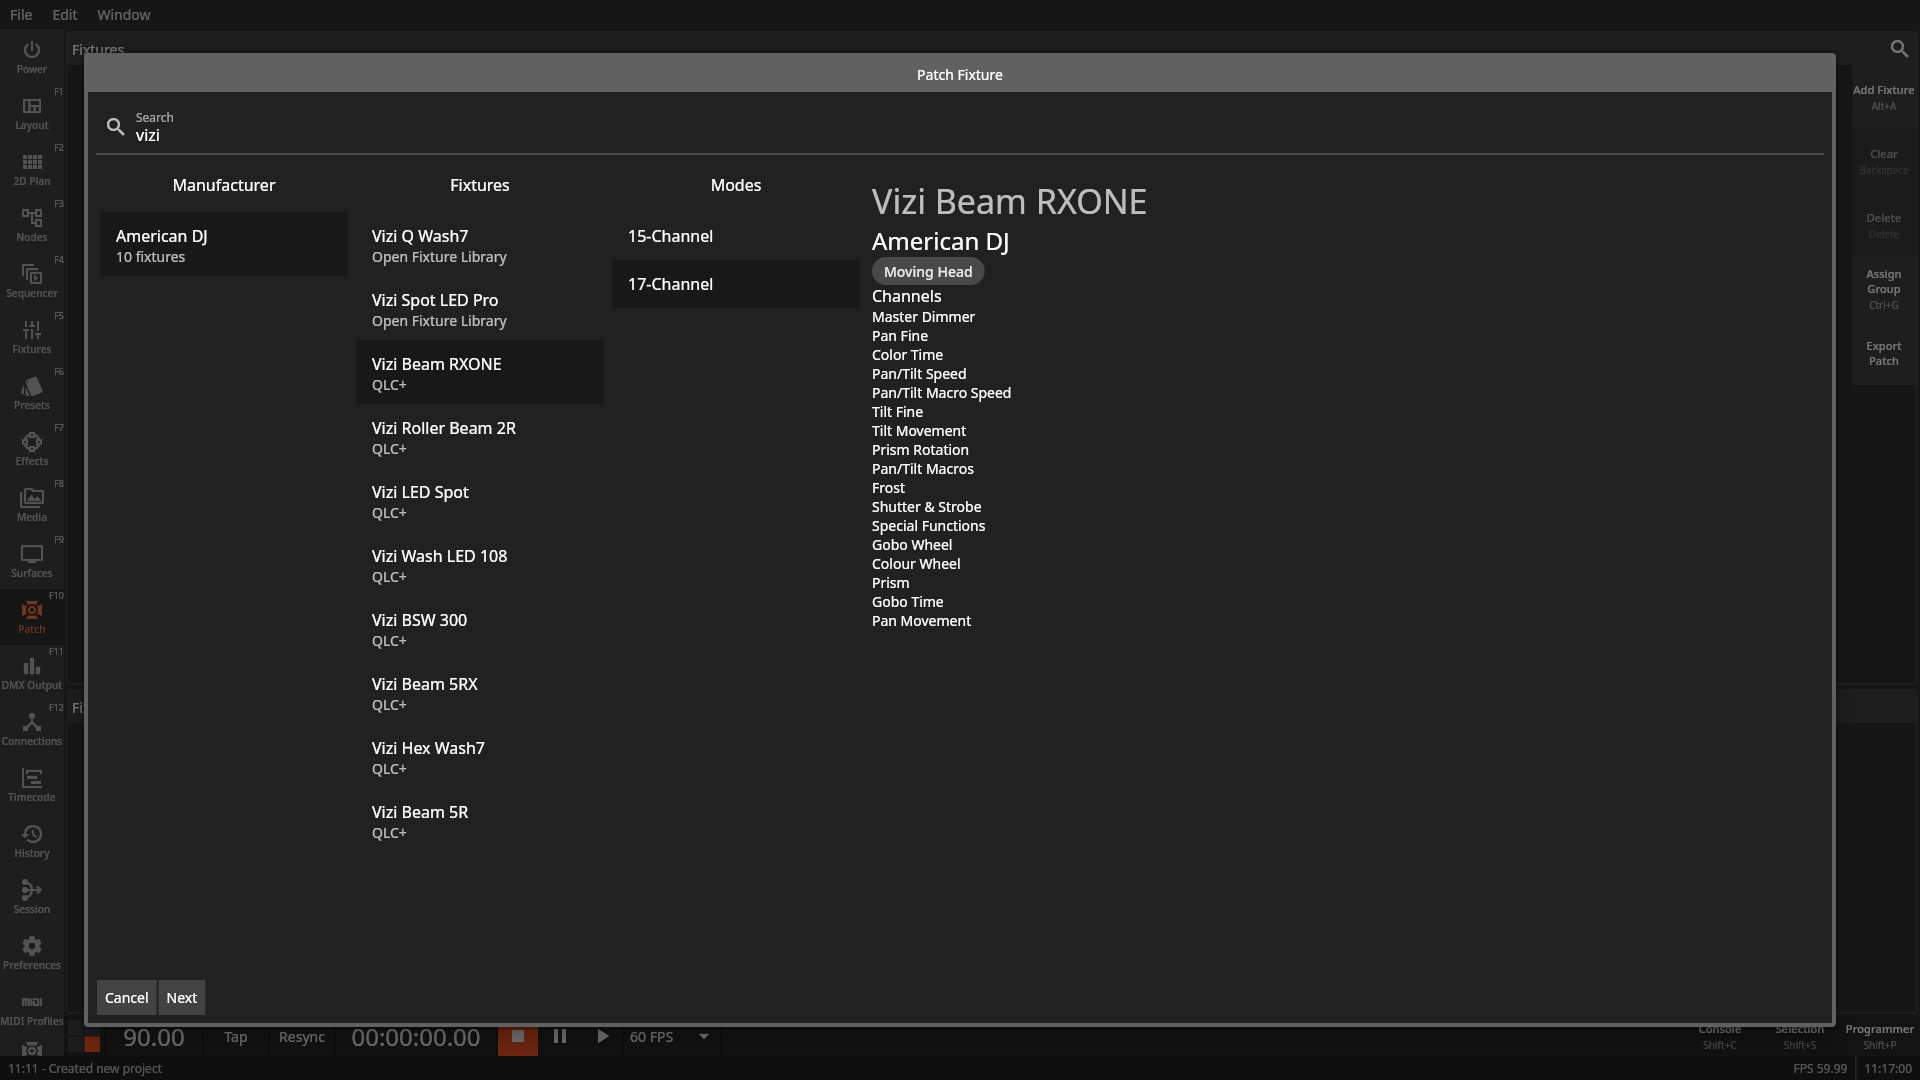 File Edit Window
Power
F1
Layout
F2
2D Plan
F3
Nodes
F4
Sequencer
F5
Fixtures
F6
Presets
F7
Effects
F8
Media
F9
Surfaces
F10
Patch
F11
DMX Output
F12
Connections
Timecode
History
Session
Preferences
MIDI Profiles
Fixtures
Patch Fixture
Search
vizi
Manufacturer
American DJ
10 fixtures
Fixtures
Vizi Q Wash7
Open Fixture Library
Vizi Spot LED Pro
Open Fixture Library
Vizi Beam RXONE
QLC+
Vizi Roller Beam 2R
QLC+
Vizi LED Spot
QLC+
Vizi Wash LED 108
QLC+
Vizi BSW 300
QLC+
Vizi Beam 5RX
QLC+
Vizi Hex Wash7
QLC+
Vizi Beam 5R
QLC+
Modes
15-Channel
17-Channel
Vizi Beam RXONE
American DJ
Moving Head
Channels
Master Dimmer
Pan Fine
Color Time
Pan/Tilt Speed
Pan/Tilt Macro Speed
Tilt Fine
Tilt Movement
Prism Rotation
Pan/Tilt Macros
Frost
Shutter & Strobe
Special Functions
Gobo Wheel
Colour Wheel
Prism
Gobo Time
Pan Movement
Cancel Next
Add Fixture
Alt+A
Clear
Backspace
Delete
Delete
Assign
Group
Ctrl+G
Export
Patch
90.00 Tap Resync 00:00:00.00 60 FPS
Console
Shift+C
Selection
Shift+S
Programmer
Shift+P
11:11 - Created new project
FPS 59.99 11:17:00